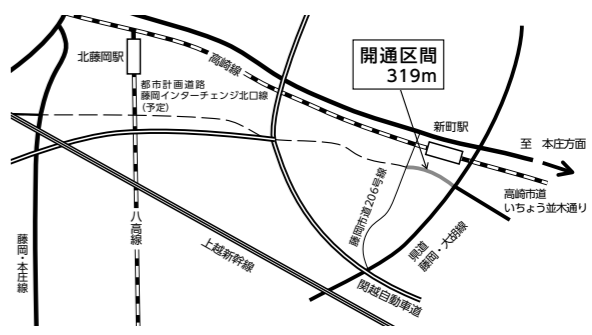 開通区間
319m
北藤岡駅
高崎線
都市計画道路
藤岡インターチェンジ北口線
（予定）
新町駅
至 本庄方面
高崎市道
いちょう並木通り
藤岡市道206号線
県道
藤岡・大胡線
藤岡・本庄線
八高線
上越新幹線
関越自動車道